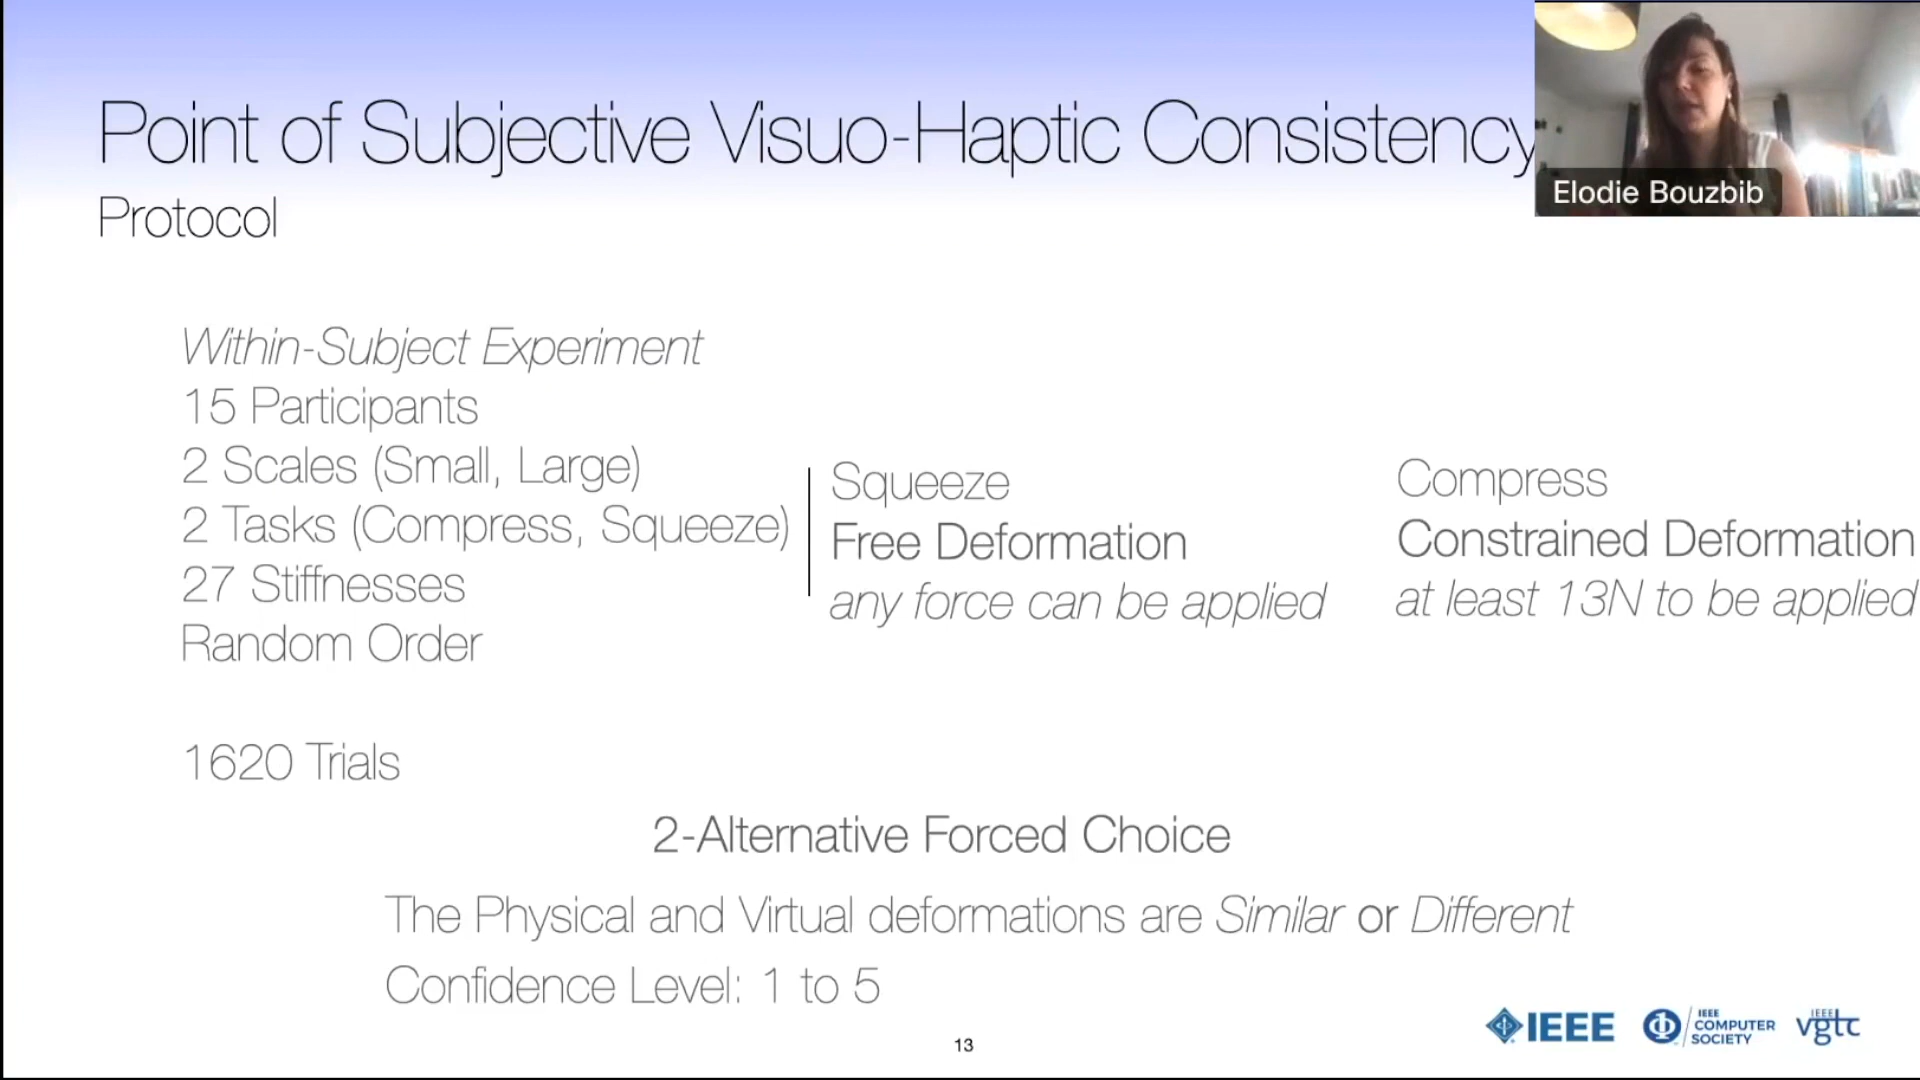 Point of Subjective Visuo-Haptic Consistency
Protocol
Elodie Bouzbib
Within-Subject Experiment
15 Participants
2 Scales (Small, Large)
2 Tasks (Compress, Squeeze)
27 Stiffnesses
Random Order
Squeeze
Free Deformation
any force can be applied
Compress
Constrained Deformation
at least 13N to be applied
1620 Trials
2-Alternative Forced Choice
The Physical and Virtual deformations are Similar or Different
Confidence Level: 1 to 5
13
IEEE
IEEE
COMPUTER
SOCIETY
IEEE
vgtc